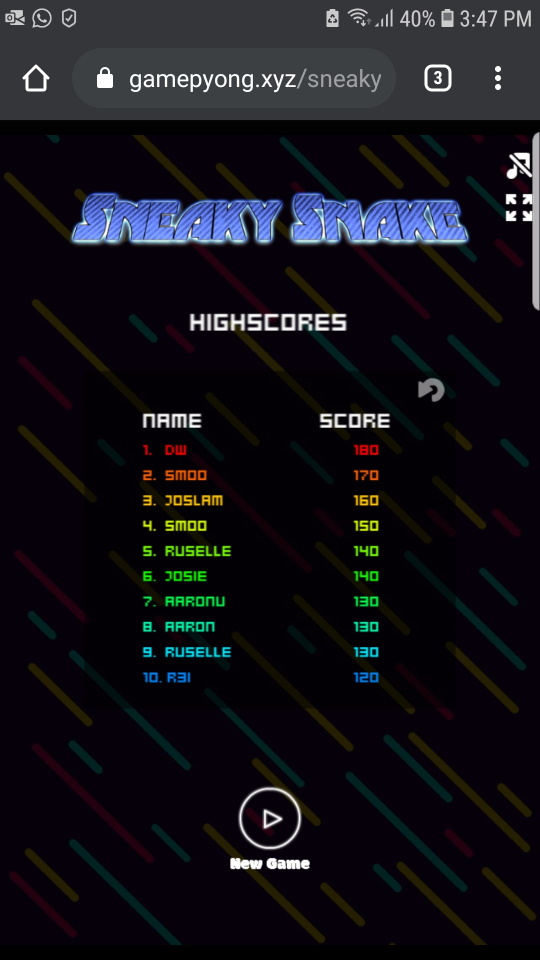 40% 3:47 PM
gamepyong.xyz/sneaky 3
SNEAKY SNAKE
HIGHSCORES
NAME SCORE
1. DW 180
2. SMOO 170
3. JOSLAM 160
4. SMOO 150
5. RUSELLE 140
6. JOSIE 140
7. AARONU 130
8. AARON 130
9. RUSELLE 130
10. R3I 120
New Game